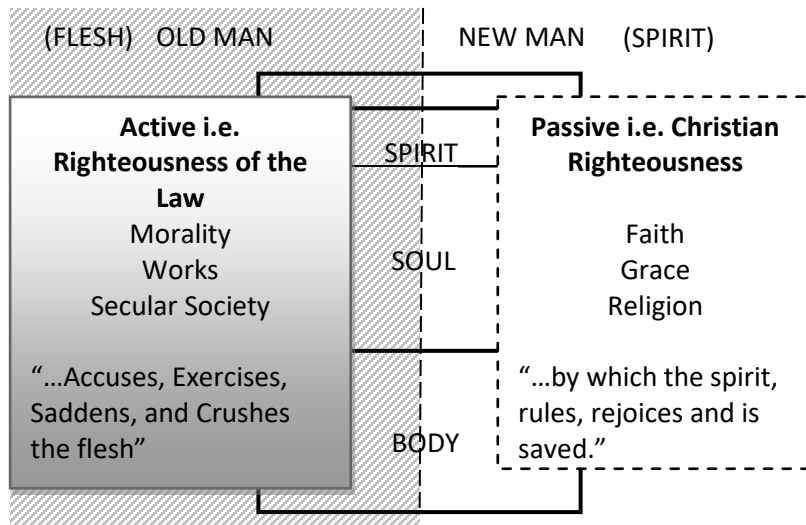 (FLESH) OLD MAN NEW MAN (SPIRIT)
Active i.e.
Righteousness of the
Law
Morality
Works
Secular Society
“…Accuses, Exercises,
Saddens, and Crushes
the flesh”
SPIRIT
SOUL
BODY
Passive i.e. Christian
Righteousness
Faith
Grace
Religion
“…by which the spirit,
rules, rejoices and is
saved.”